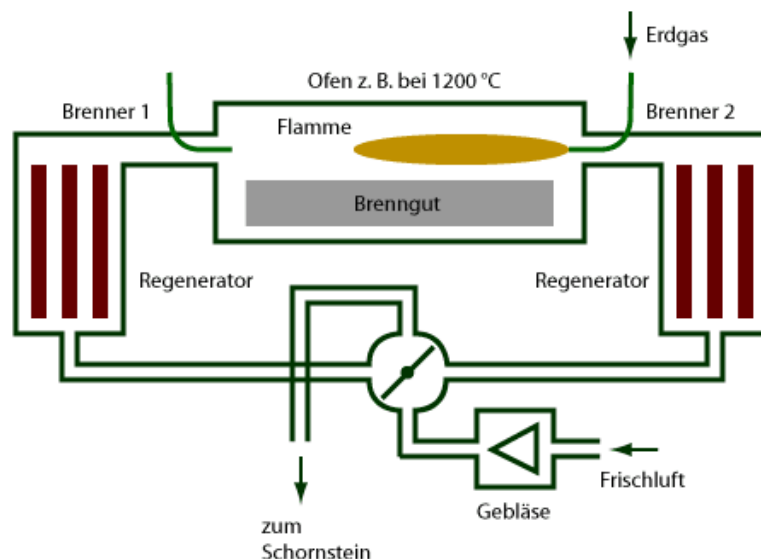 Erdgas
Ofen z. B. bei 1200 °C
Brenner 1
Brenner 2
Flamme
Brenngut
Regenerator
Regenerator
Frischluft
Gebläse
zum
Schornstein